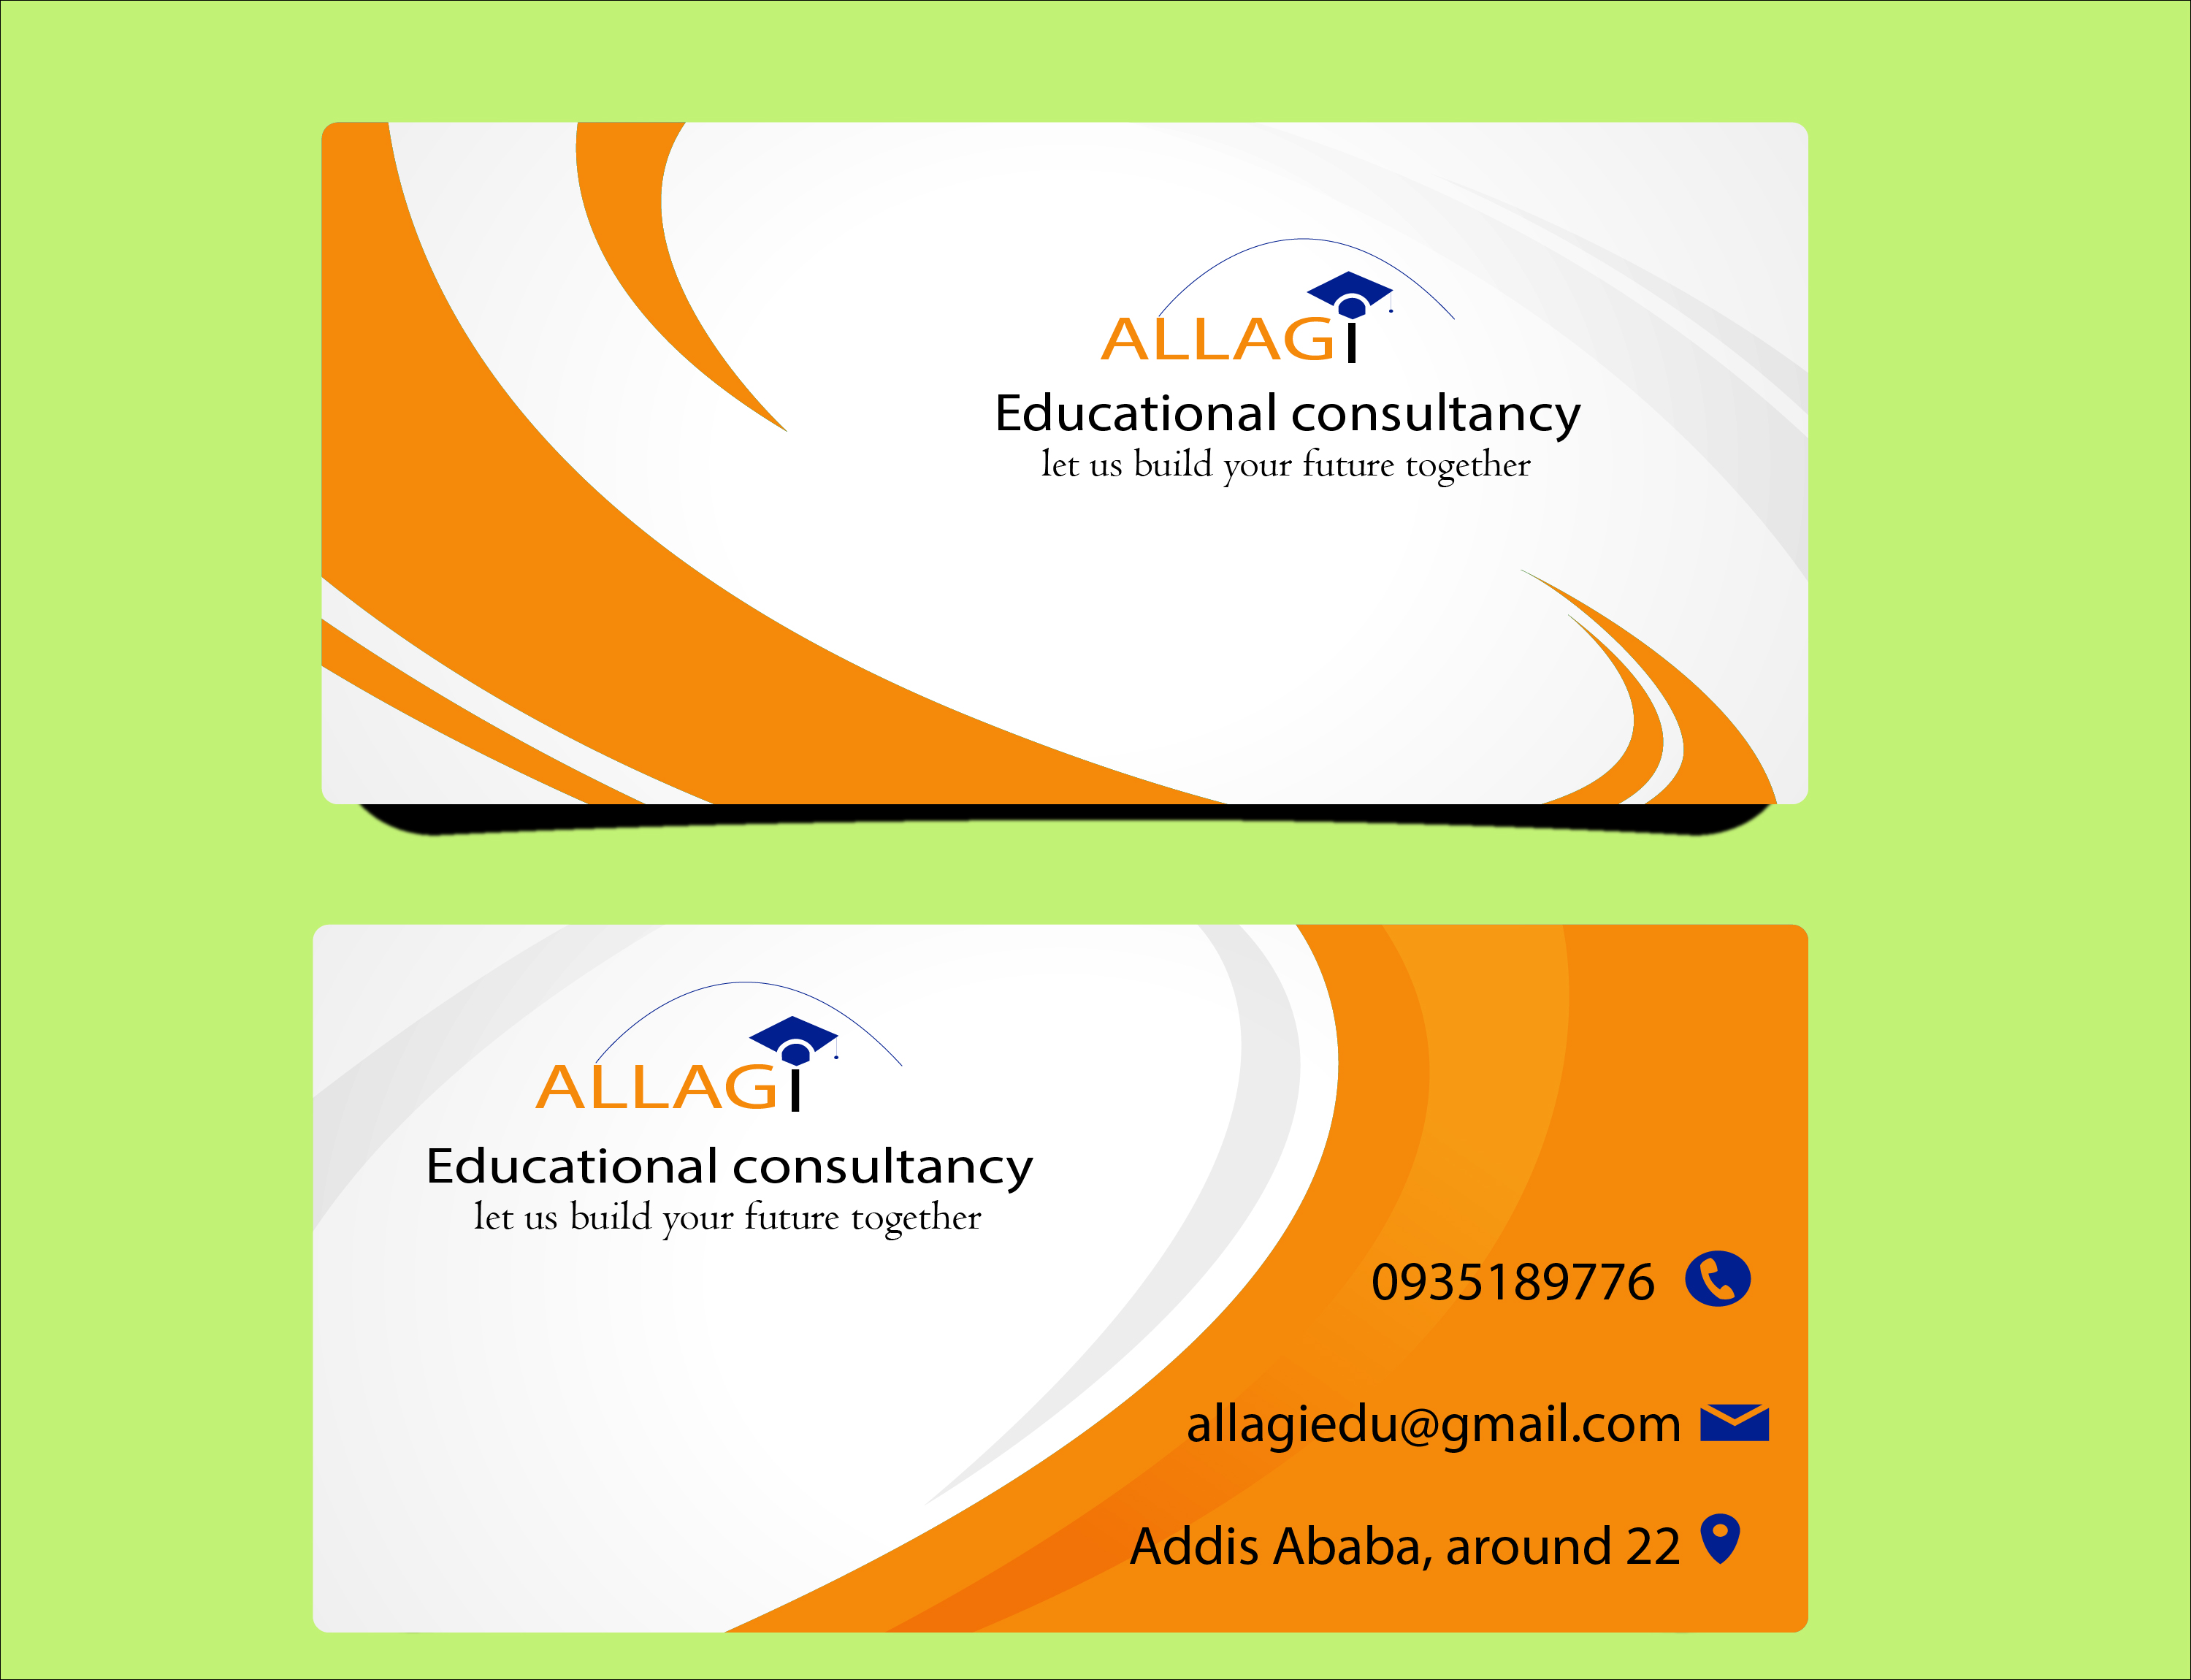 ALLAGi
Educational consultancy
let us build your future together
ALLAGi
Educational consultancy
let us build your future together
0935189776
allagiedu@gmail.com
Addis Ababa, around 22